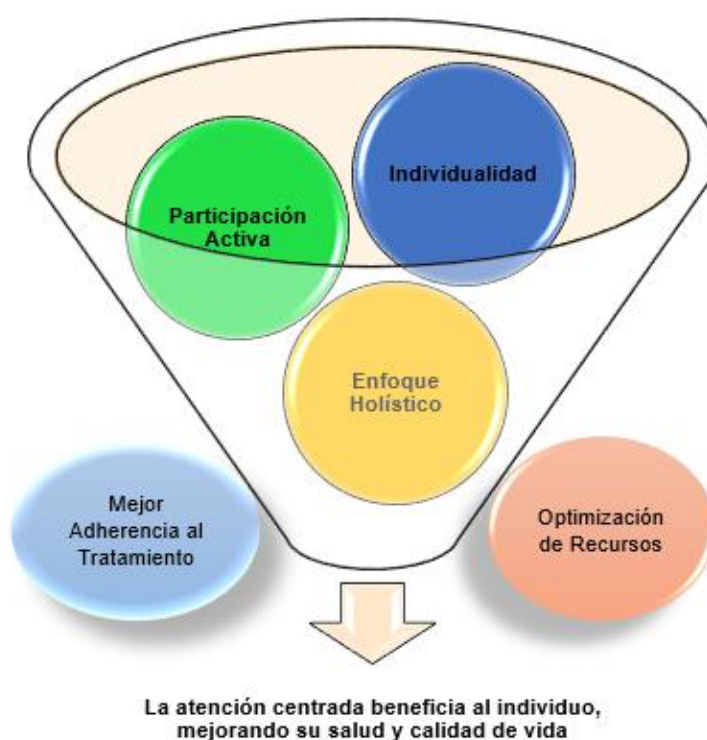 Individualidad
Participación
Activa
Enfoque
Holístico
Mejor
Adherencia al
Tratamiento
Optimización
de Recursos
La atención centrada beneficia al individuo,
mejorando su salud y calidad de vida